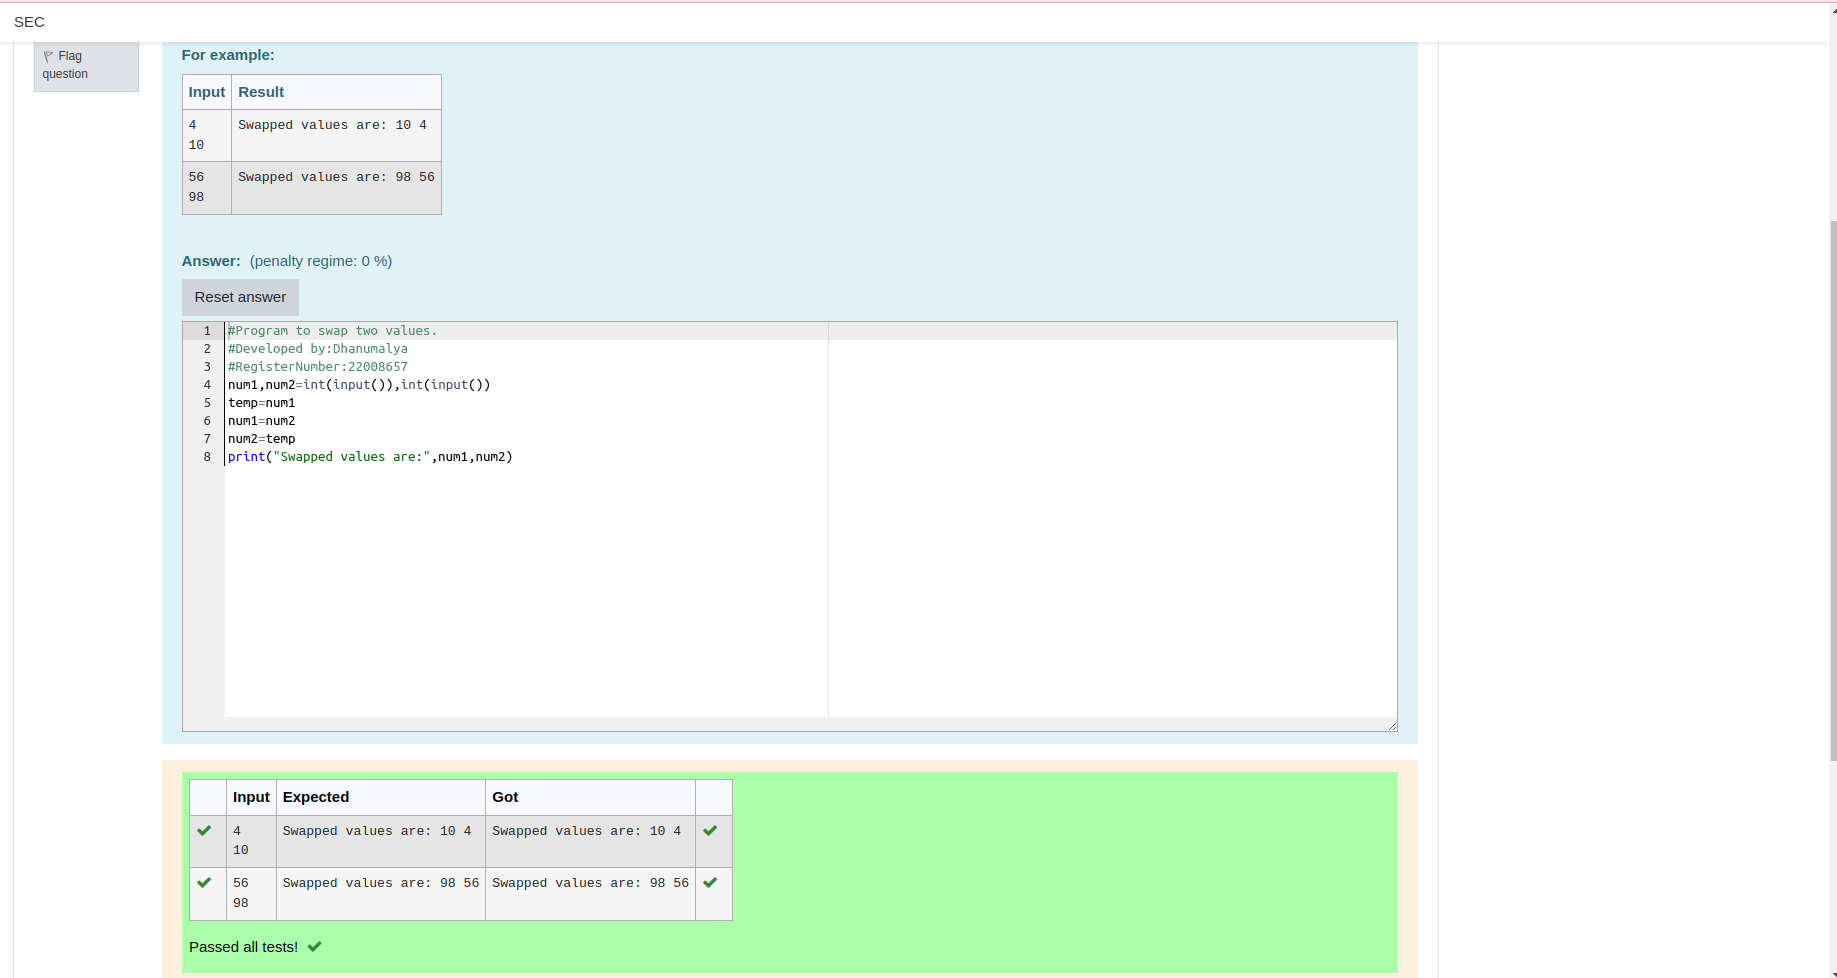 SEC
Flag
question
For example:
Input Result
4 Swapped values are: 10 4
10
56 Swapped values are: 98 56
98
Answer: (penalty regime: 0 %)
Reset answer
1 #Program to swap two values.
2 #Developed by:Dhanumalya
3 #RegisterNumber:22008657
4 num1,num2=int(input()),int(input())
5 temp=num1
6 num1=num2
7 num2=temp
8 print("Swapped values are:",num1,num2)
Input Expected Got
4 Swapped values are: 10 4 Swapped values are: 10 4
10
56 Swapped values are: 98 56 Swapped values are: 98 56
98
Passed all tests!